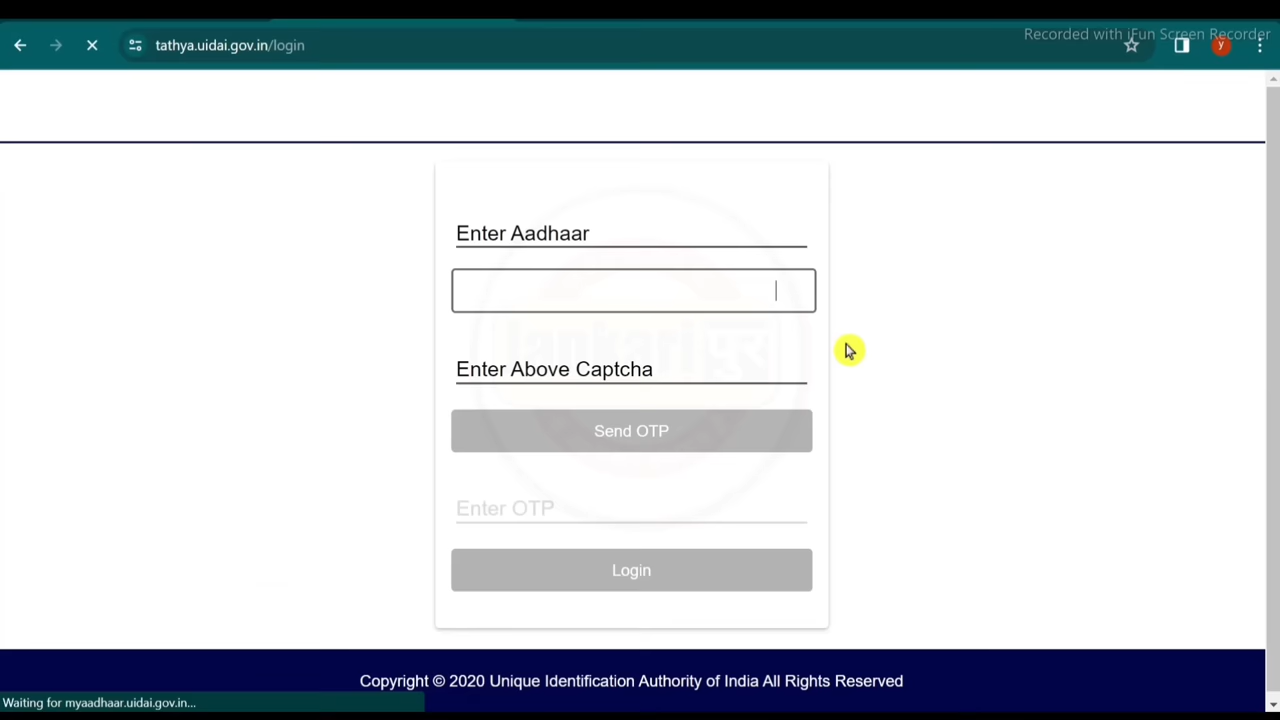 tathya.uidai.gov.in/login
Recorded with iFun Screen Recorder
y
Enter Aadhaar
Jankari पुर
Enter Above Captcha
Send OTP
Enter OTP
Login
Copyright © 2020 Unique Identification Authority of India All Rights Reserved
Waiting for myaadhaar.uidai.gov.in...